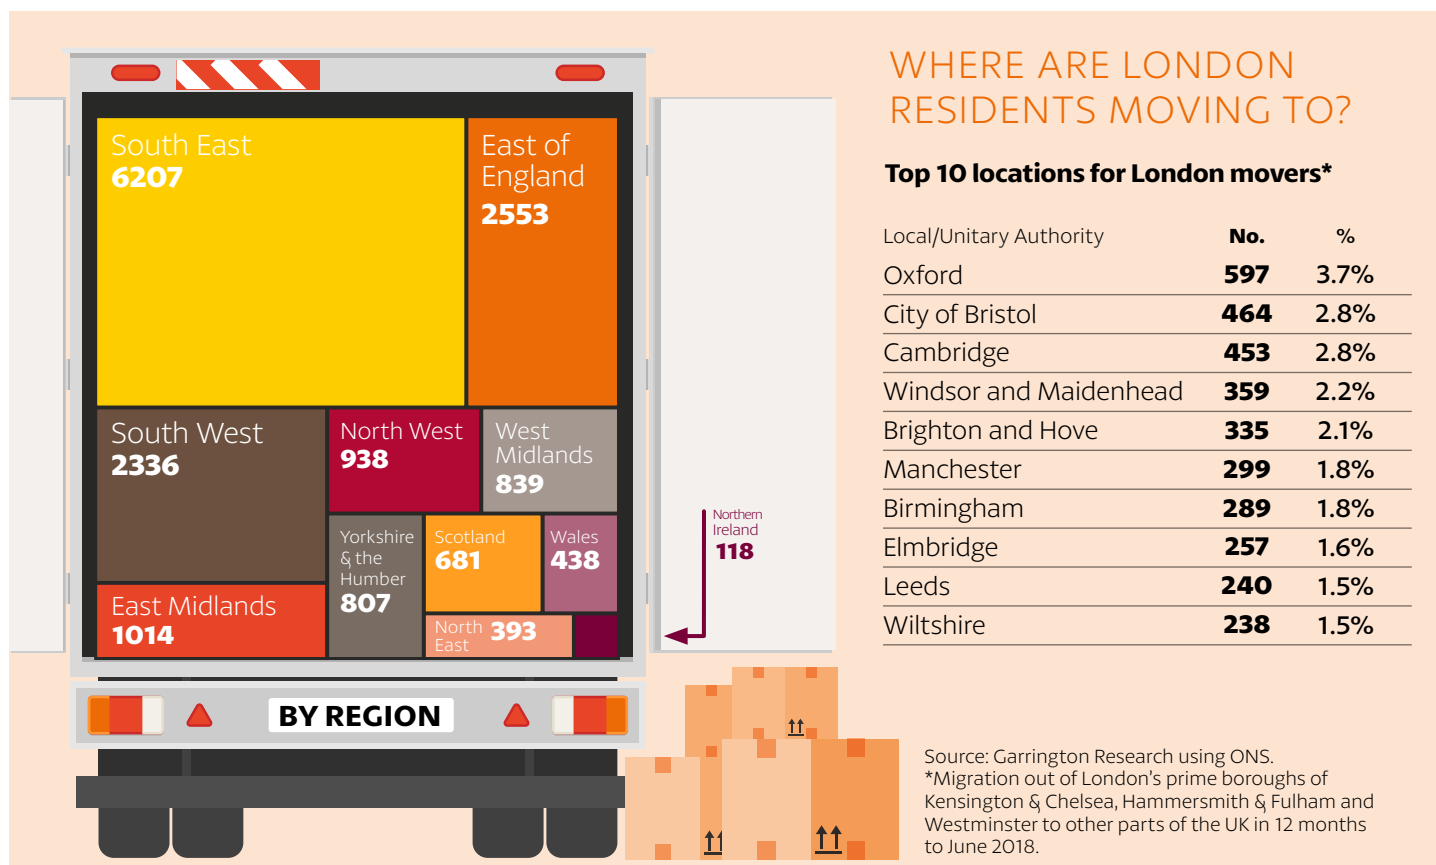 WHERE ARE LONDON
RESIDENTS MOVING TO?
Top 10 locations for London movers*
Local/Unitary Authority No. %
Oxford 597 3.7%
City of Bristol 464 2.8%
Cambridge 453 2.8%
Windsor and Maidenhead 359 2.2%
Brighton and Hove 335 2.1%
Manchester 299 1.8%
Birmingham 289 1.8%
Elmbridge 257 1.6%
Leeds 240 1.5%
Wiltshire 238 1.5%
South East
6207
East of
England
2553
South West
2336
North West
938
West
Midlands
839
East Midlands
1014
Yorkshire
& the
Humber
807
Scotland
681
Wales
438
North
East
393
Northern
Ireland
118
BY REGION
Source: Garrington Research using ONS.
*Migration out of London's prime boroughs of
Kensington & Chelsea, Hammersmith & Fulham and
Westminster to other parts of the UK in 12 months
to June 2018.